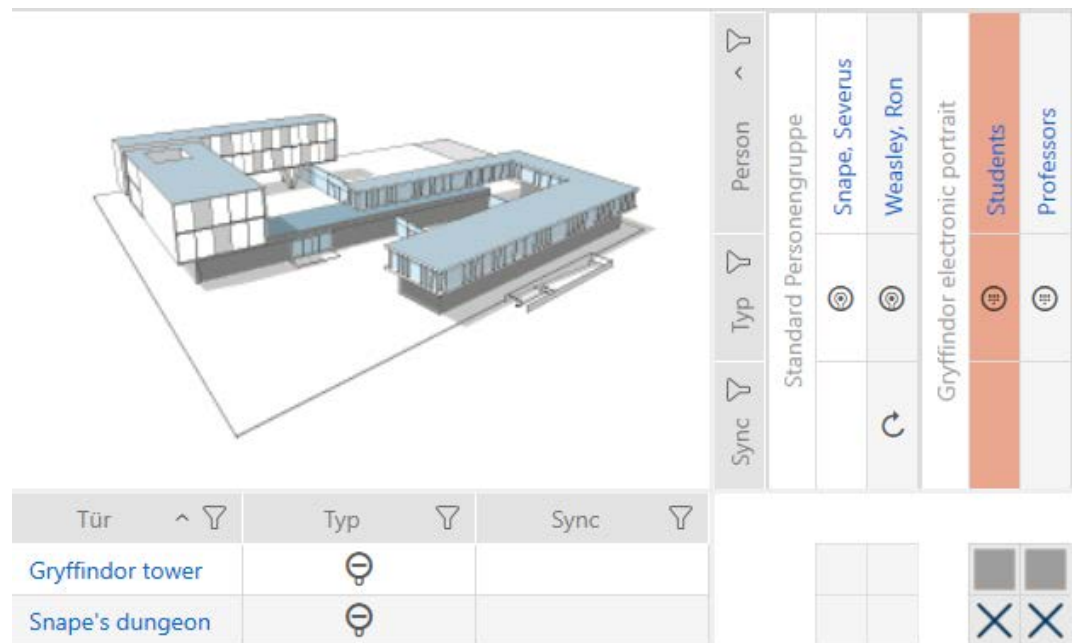 Person
Typ
Sync
Standard Personengruppe
Snape, Severus
Weasley, Ron
Gryffindor electronic portrait
Students
Professors
Tür Typ Sync
Gryffindor tower
Snape's dungeon